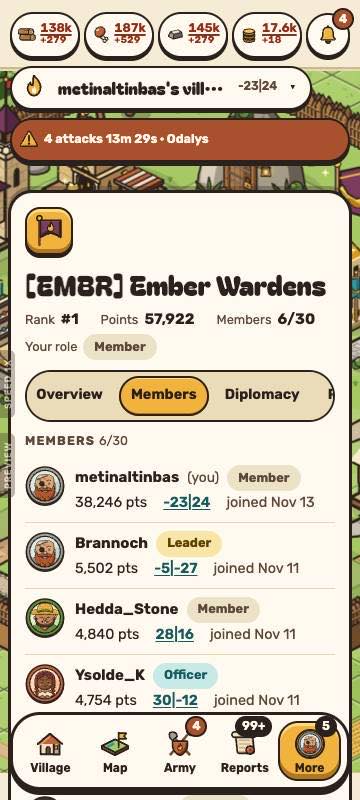 138k 187k 145k 17.6k 4
+279 +529 +279 +18
metinaltinbas's vill··· -23|24
4 attacks 13m 29s • Odalys
[EMBR] Ember Wardens
Rank #1 Points 57,922 Members 6/30
Your role Member
Overview Members Diplomacy
SPEED 1X
PREVIEW
MEMBERS 6/30
metinaltinbas (you) Member
38,246 pts -23|24 joined Nov 13
Brannoch Leader
5,502 pts -5|-27 joined Nov 11
Hedda_Stone Member
4,840 pts 28|16 joined Nov 11
Ysolde_K Officer
4,754 pts 30|-12 joined Nov 11
4 99+ 5
Village Map Army Reports More